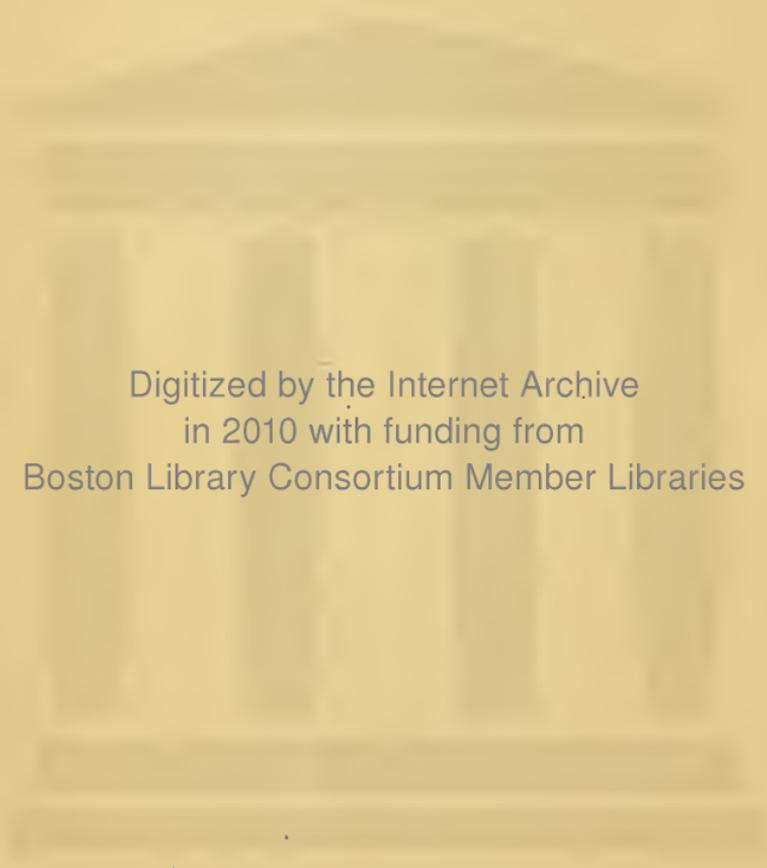 Digitized by the Internet Archive
in 2010 with funding from
Boston Library Consortium Member Libraries